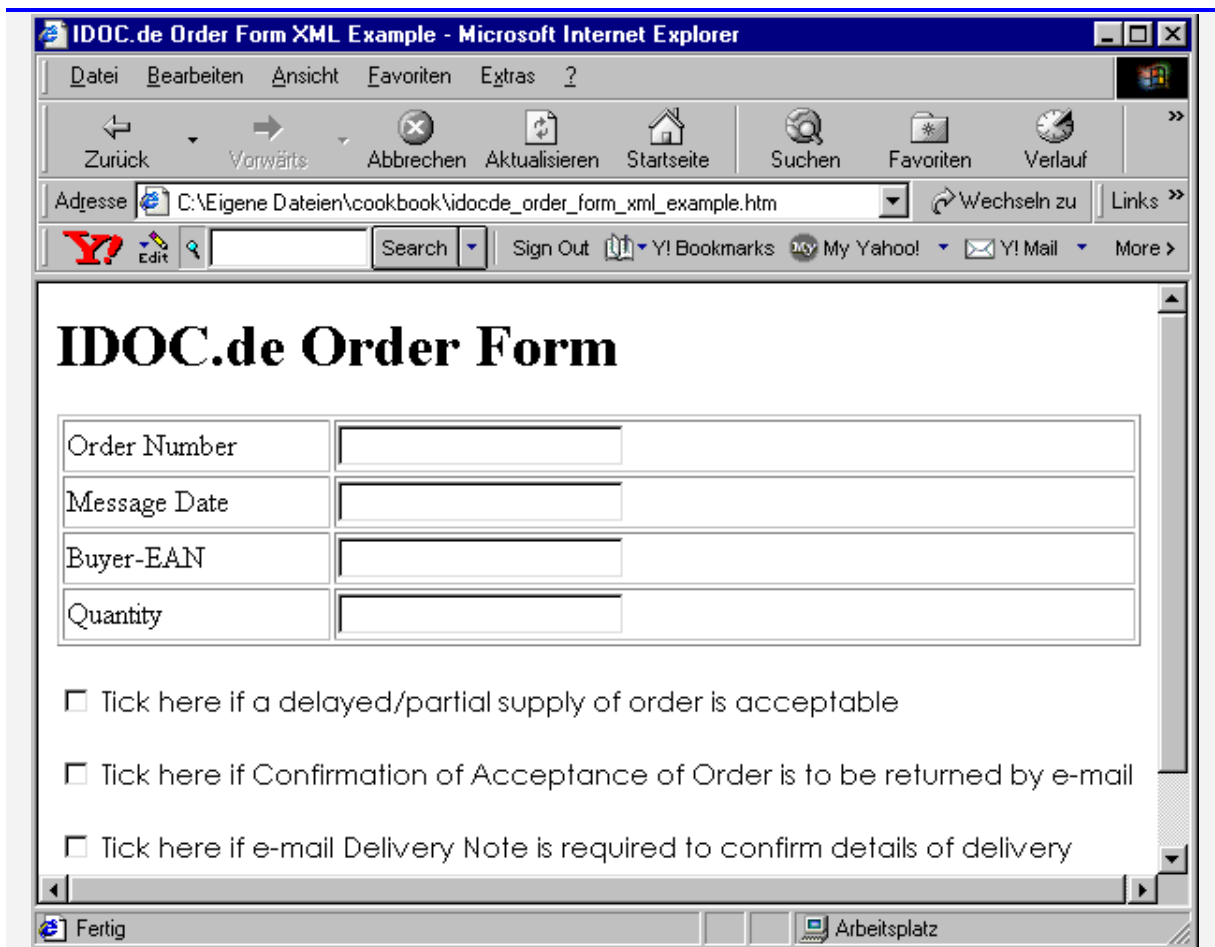 IDOC.de Order Form XML Example - Microsoft Internet Explorer
Datei Bearbeiten Ansicht Favoriten Extras ?
Zurück Vorwärts Abbrechen Aktualisieren Startseite Suchen Favoriten Verlauf »
Adresse C:\Eigene Dateien\cookbook\idocde_order_form_xml_example.htm Wechseln zu Links »
Y! Edit Search Sign Out Y! Bookmarks My My Yahoo! Y! Mail More >
IDOC.de Order Form
Order Number
Message Date
Buyer-EAN
Quantity
Tick here if a delayed/partial supply of order is acceptable
Tick here if Confirmation of Acceptance of Order is to be returned by e-mail
Tick here if e-mail Delivery Note is required to confirm details of delivery
Fertig Arbeitsplatz